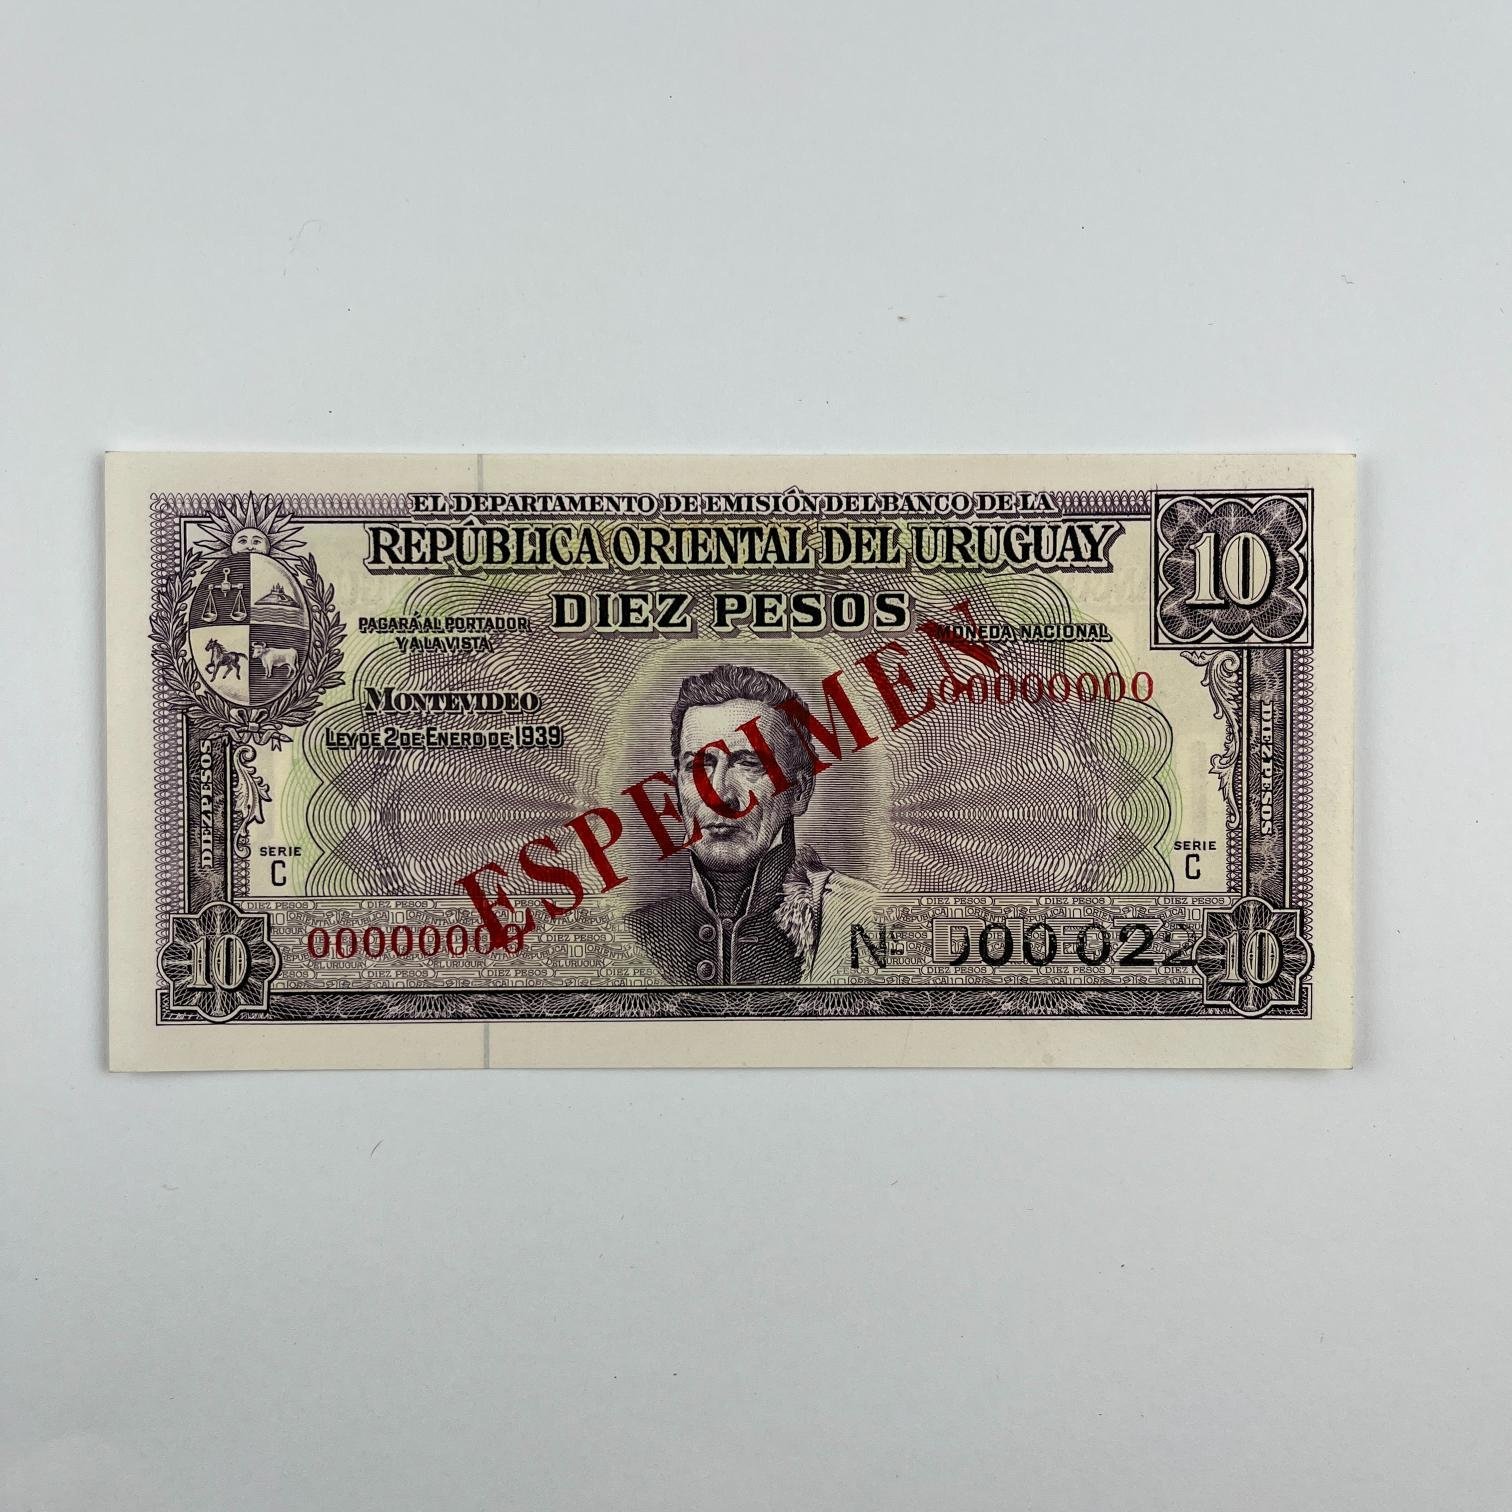 EL DEPARTAMENTO DE EMISIÓN DEL BANCO DE LA
REPÚBLICA ORIENTAL DEL URUGUAY
10
DIEZ PESOS
PAGARÁ AL PORTADOR
Y A LA VISTA
MONEDA NACIONAL
MONTEVIDEO
LEY DE 2 DE ENERO DE 1939
00000000
ESPECIMEN
DIEZ PESOS
DIEZ PESOS
SERIE
C
SERIE
C
00000000
Nº 000 022
10
10